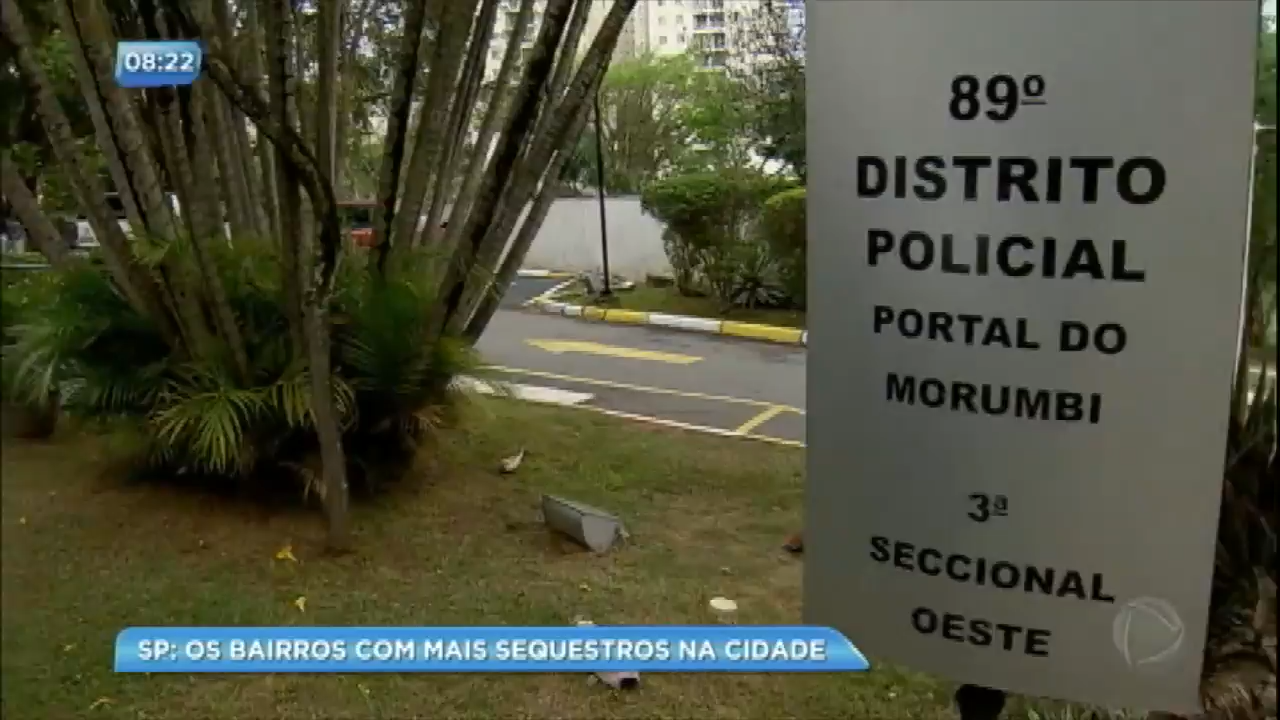 08:22
89º
DISTRITO
POLICIAL
PORTAL DO
MORUMBI
3ª
SECCIONAL
OESTE
SP: OS BAIRROS COM MAIS SEQUESTROS NA CIDADE